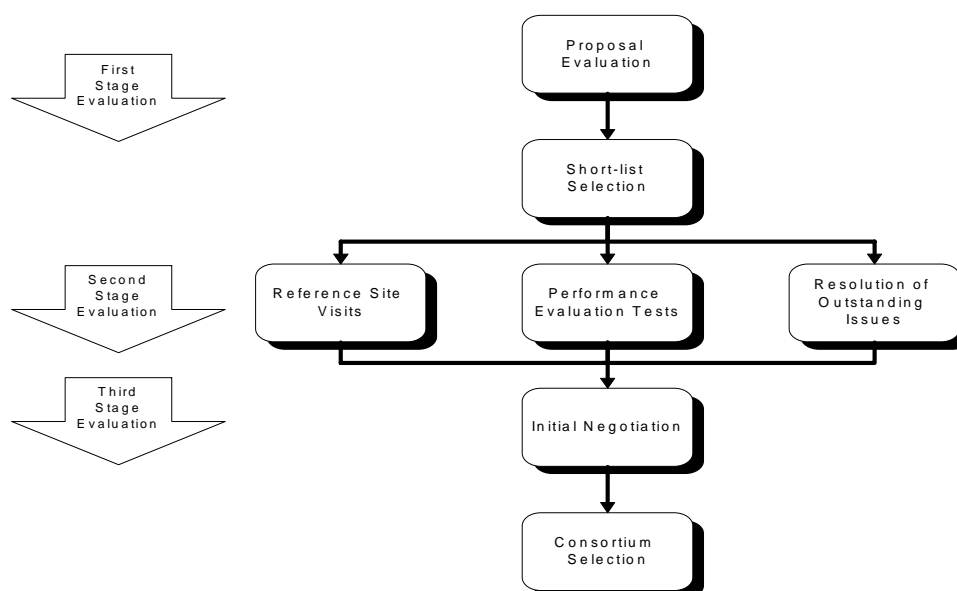 First
Stage
Evaluation
Proposal
Evaluation
Short-list
Selection
Second
Stage
Evaluation
Reference Site
Visits
Performance
Evaluation Tests
Resolution of
Outstanding
Issues
Third
Stage
Evaluation
Initial Negotiation
Consortium
Selection